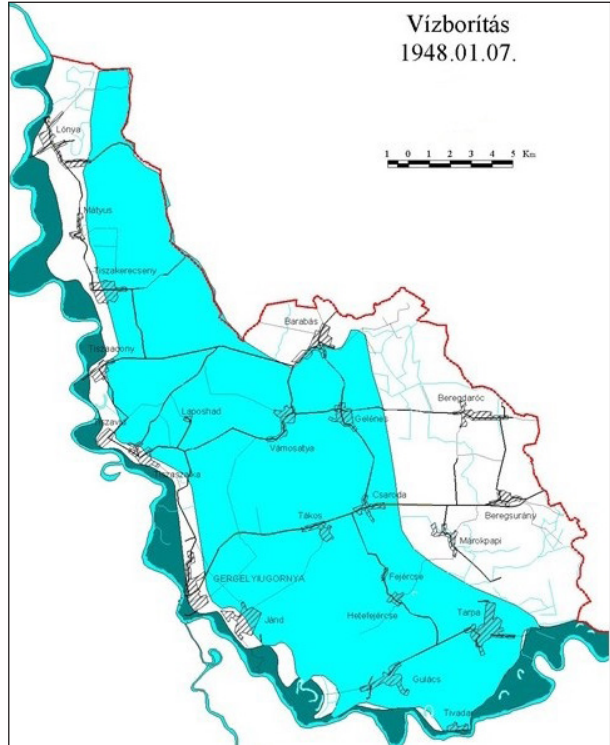 Vízborítás
1948.01.07.
1 0 1 2 3 4 5 Km
Lónya
Mátyus
Tiszakerecseny
Barabás
Tiszaadony
Beregdaróc
Laposhad
Gelénes
Vámosatya
Tiszaszalka
Csaroda
Beregsurány
Tákos
Márokpapi
Fejércse
GERGELYIUGORNYA
Hetefejércse
Tarpa
Jánd
Gulács
Tivadar